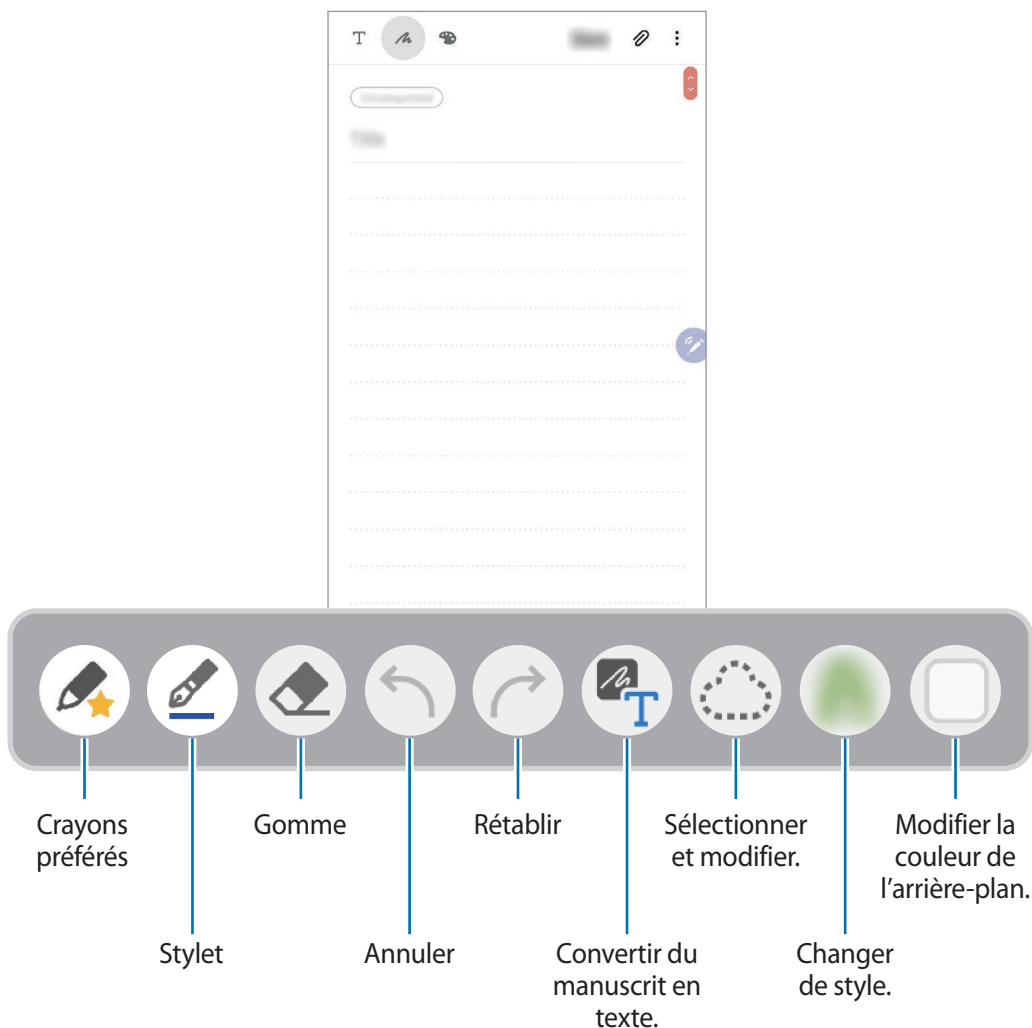 T
T
Crayons
préférés
Gomme
Rétablir
Sélectionner
et modifier.
Modifier la
couleur de
l'arrière-plan.
Stylet
Annuler
Convertir du
manuscrit en
texte.
Changer
de style.